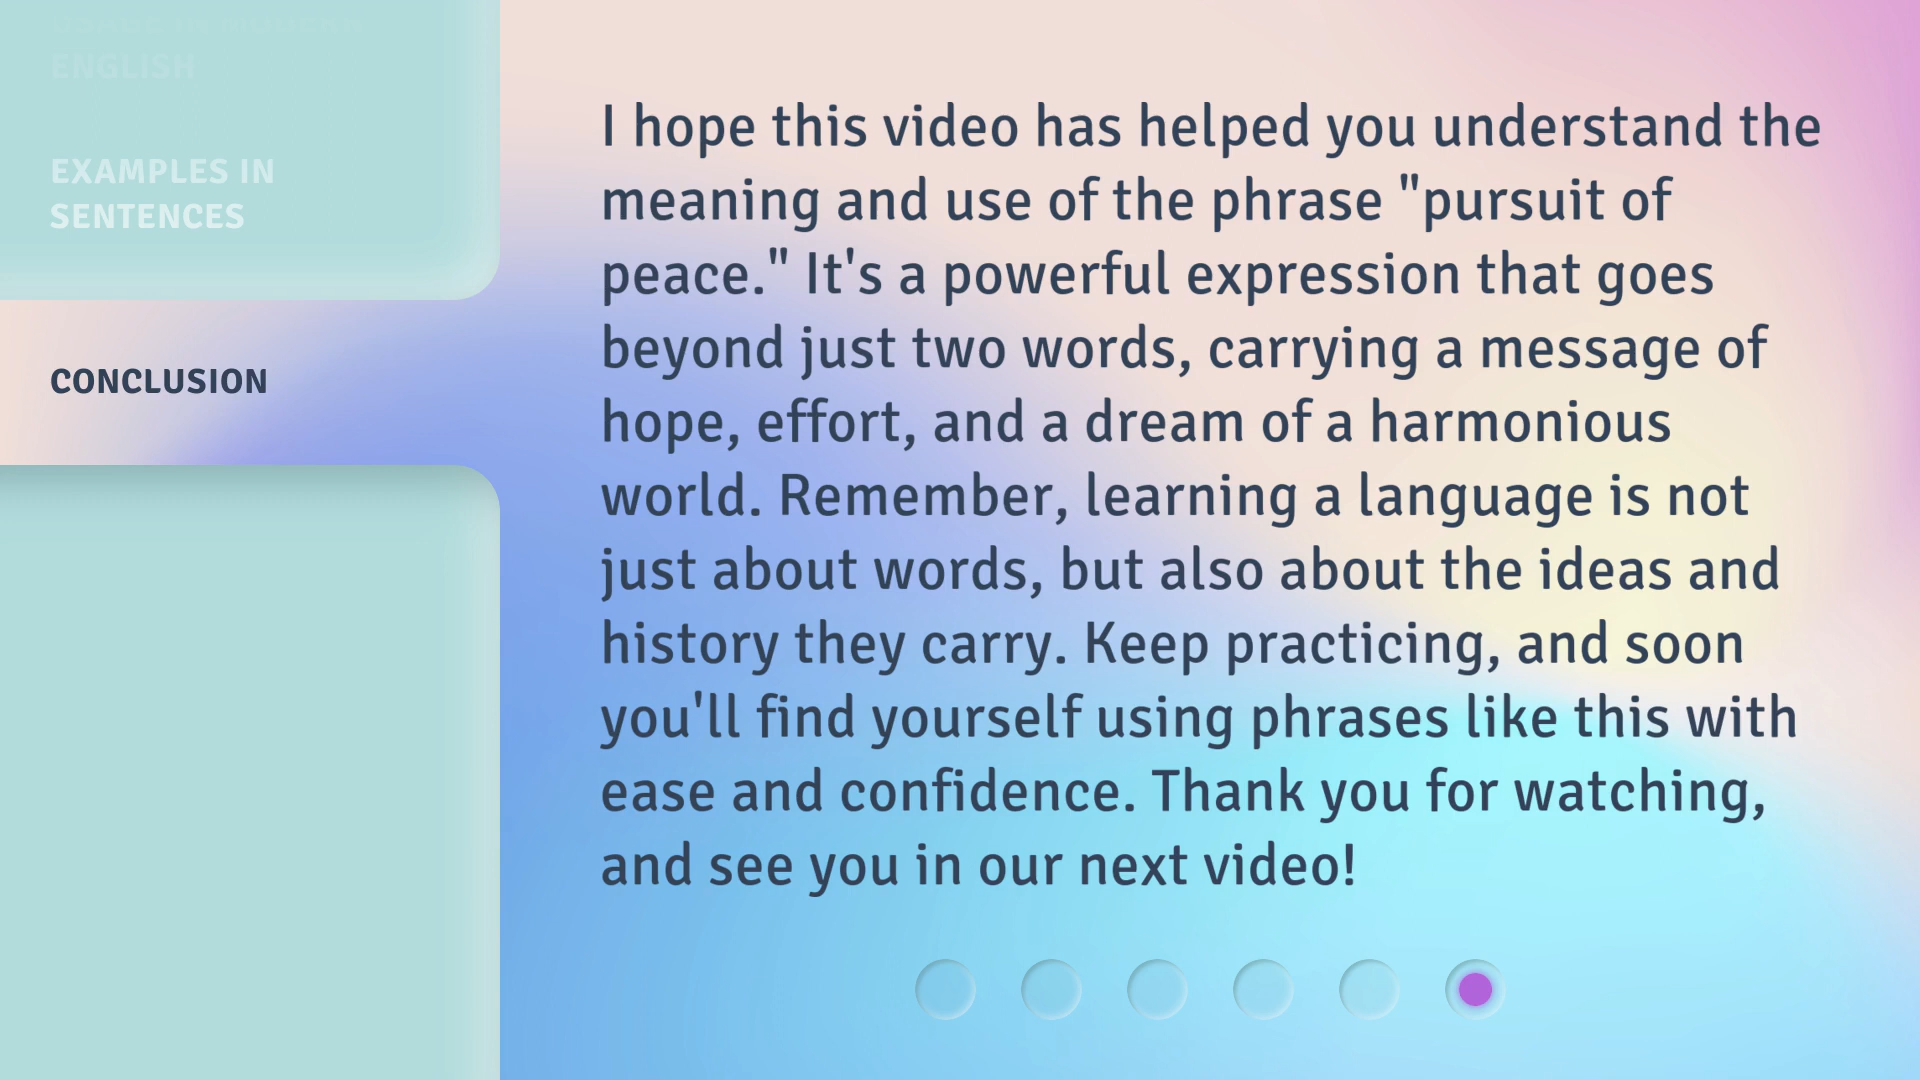 USAGE IN MODERN
ENGLISH
EXAMPLES IN
SENTENCES
CONCLUSION
I hope this video has helped you understand the
meaning and use of the phrase "pursuit of
peace." It's a powerful expression that goes
beyond just two words, carrying a message of
hope, effort, and a dream of a harmonious
world. Remember, learning a language is not
just about words, but also about the ideas and
history they carry. Keep practicing, and soon
you'll find yourself using phrases like this with
ease and confidence. Thank you for watching,
and see you in our next video!